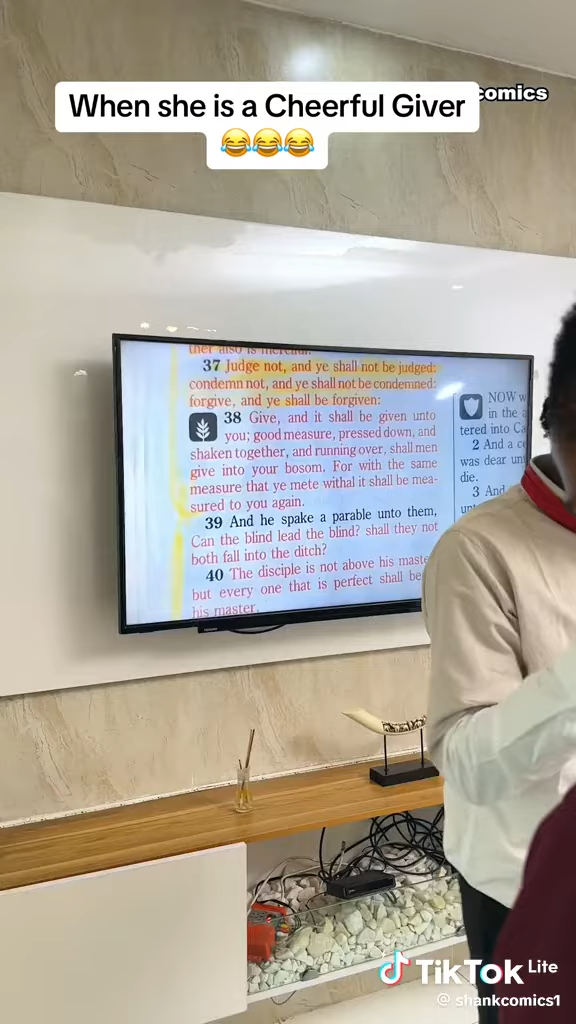 When she is a Cheerful Giver
😂😂😂
comics
37 Judge not, and ye shall not be judged:
condemn not, and ye shall not be condemned:
forgive, and ye shall be forgiven:
38 Give, and it shall be given unto
you; good measure, pressed down, and
shaken together, and running over, shall men
give into your bosom. For with the same
measure that ye mete withal it shall be mea-
sured to you again.
39 And he spake a parable unto them,
Can the blind lead the blind? shall they not
both fall into the ditch?
40 The disciple is not above his
but every one that is perfect shall be
his master.
NOW
in the
tered into
2 And a
was dear
die.
3 And
TikTok Lite
@ shankcomics1